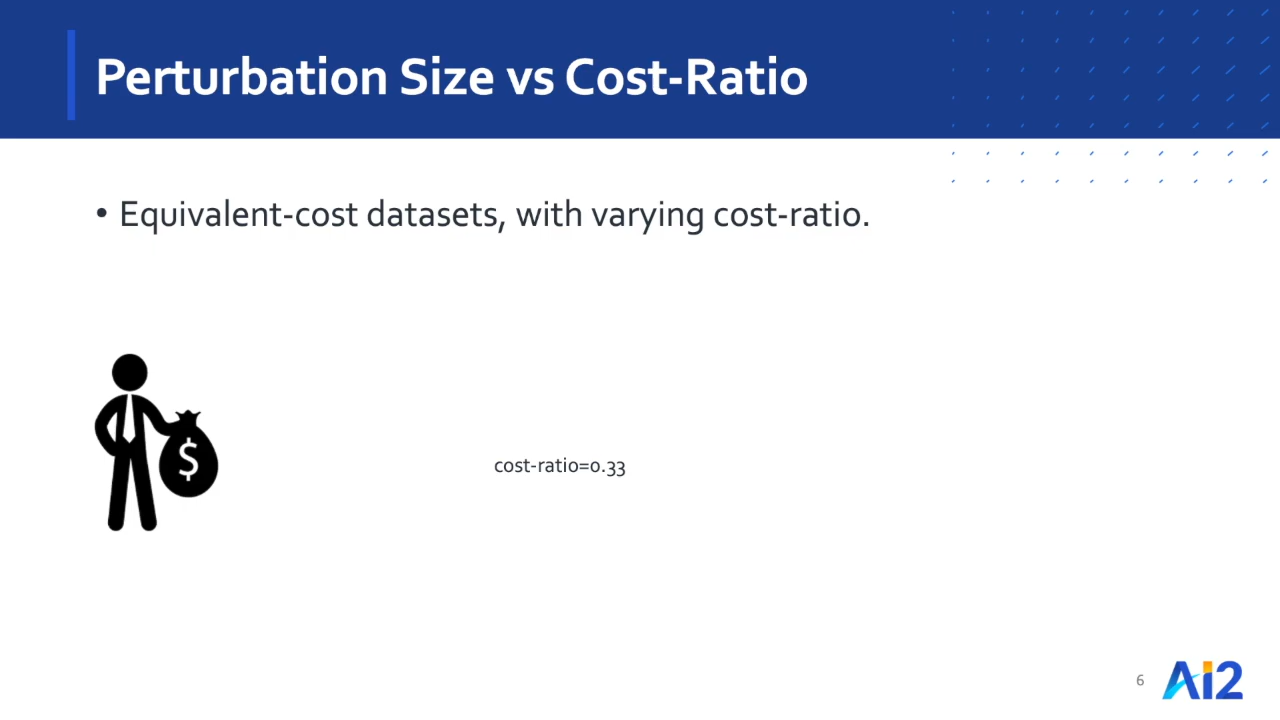 Perturbation Size vs Cost-Ratio
• Equivalent-cost datasets, with varying cost-ratio.
$
cost-ratio=0.33
6
Ai2